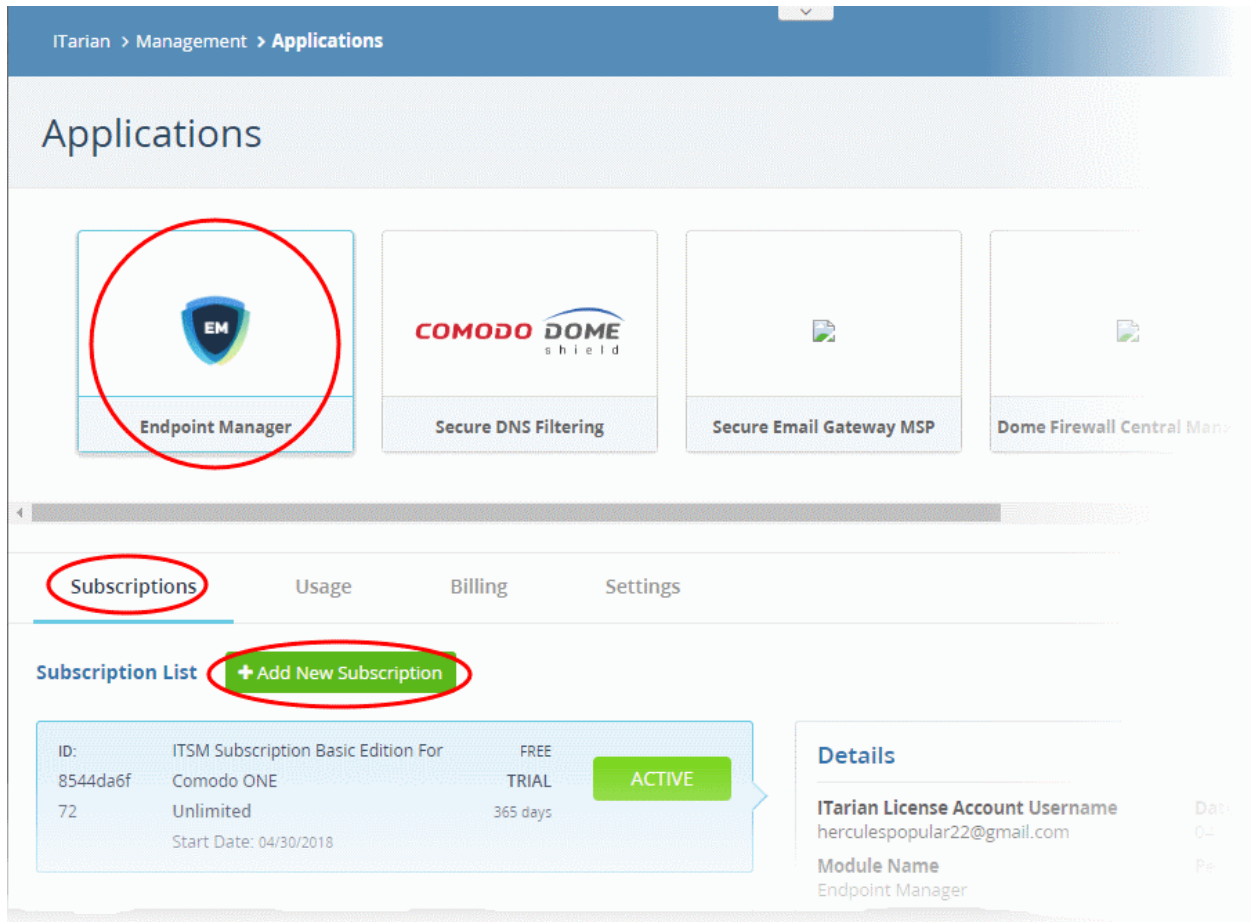 ITarian > Management > Applications
Applications
EM
COMODO DOME
shield
Endpoint Manager
Secure DNS Filtering
Secure Email Gateway MSP
Dome Firewall Central
Subscriptions
Usage
Billing
Settings
Subscription List
+ Add New Subscription
ID:
8544da6f
72
ITSM Subscription Basic Edition For
Comodo ONE
Unlimited
Start Date: 04/30/2018
FREE
TRIAL
365 days
ACTIVE
Details
ITarian License Account Username
herculespopular22@gmail.com
Module Name
Endpoint Manager